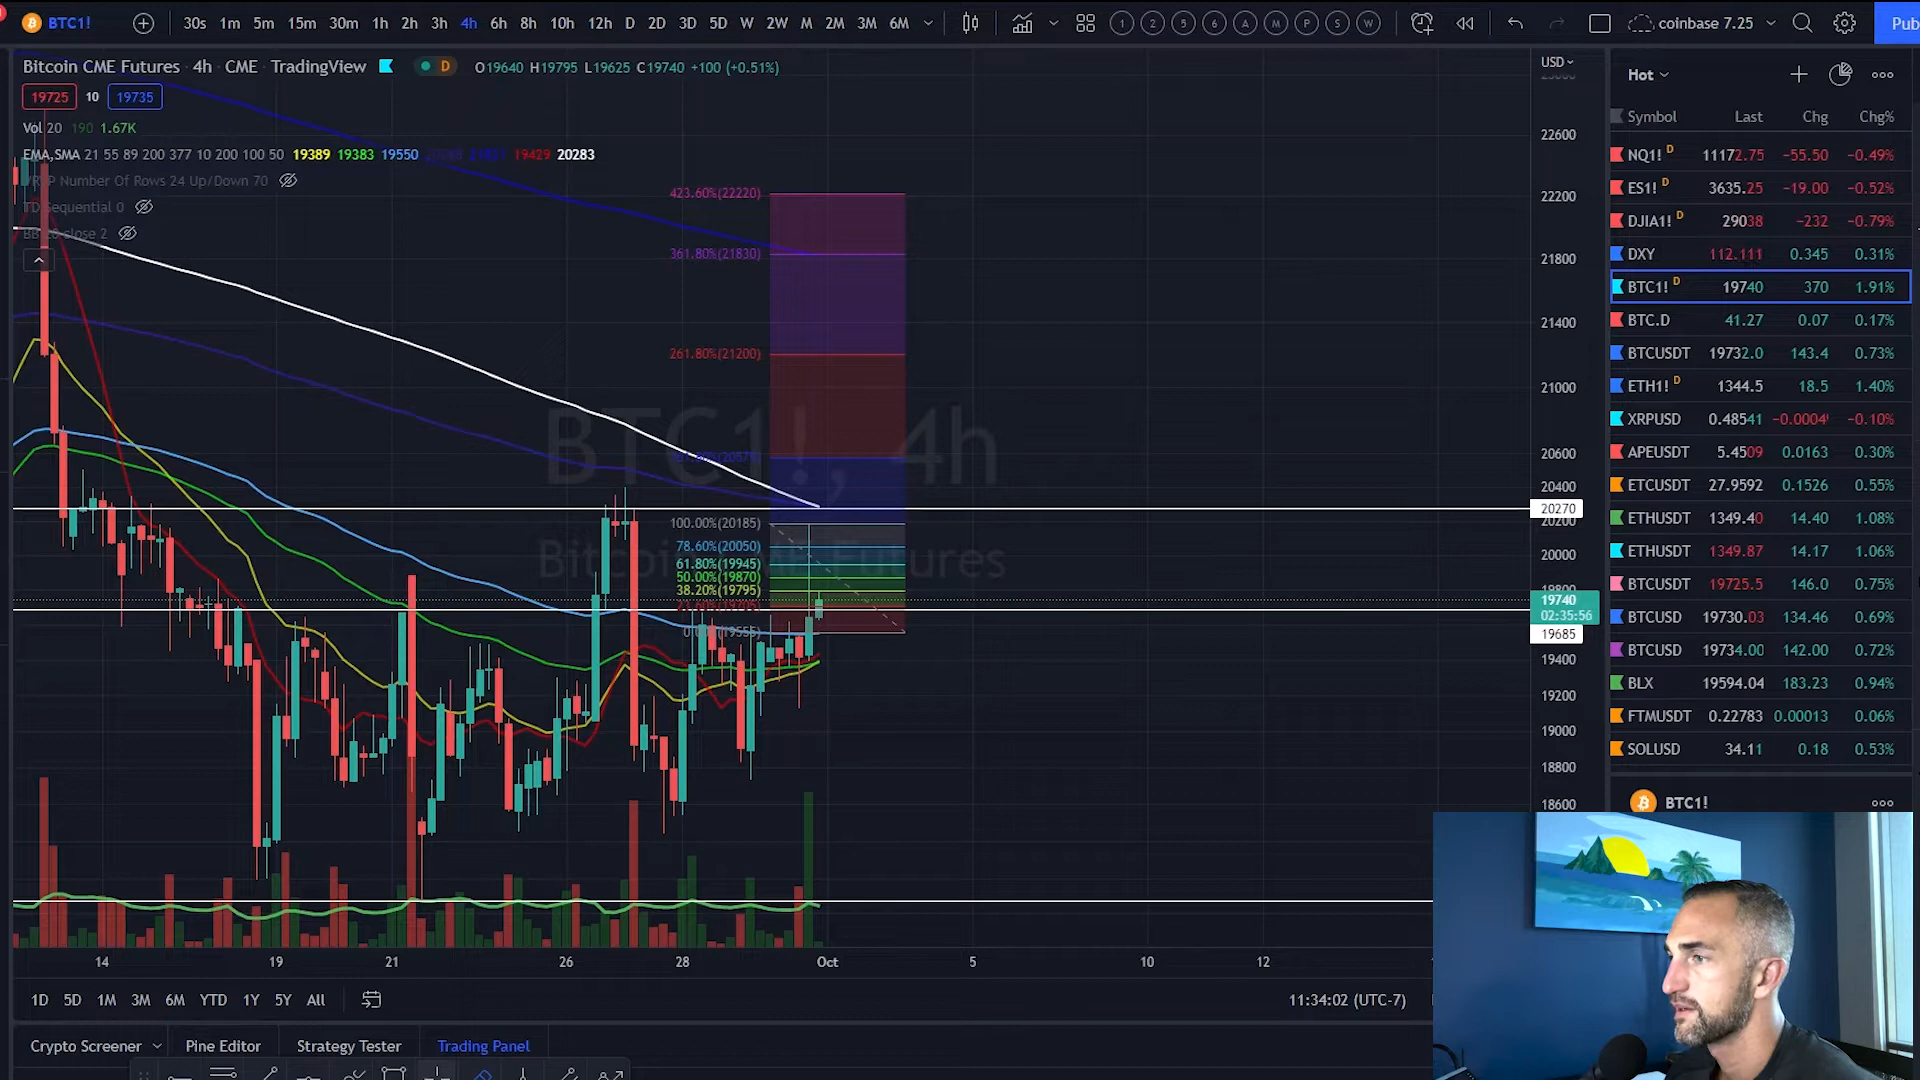 BTC1! 30s 1m 5m 15m 30m 1h 2h 3h 4h 6h 8h 10h 12h D 2D 3D 5D W 2W M 2M 3M 6M 1 2 5 6 A M P S W coinbase 7.25 Pub
Bitcoin CME Futures · 4h · CME · TradingView D O19640 H19795 L19625 C19740 +100 (+0.51%)
19725 10 19735
Vol 20 190 1.67K
EMA,SMA 21 55 89 200 377 10 200 100 50 19389 19383 19550 19429 20283
Number Of Rows 24 Up/Down 70
TD Sequential 0
close 2
423.60%(22220)
361.80%(21830)
261.80%(21200)
100.00%(20185)
78.60%(20050)
61.80%(19945)
50.00%(19870)
38.20%(19795)
23.60%(19705)
BTC1!, 4h
USD
22600
22200
21800
21400
21000
20600
20400
20270
20200
20000
19740
02:35:56
19685
19400
19200
19000
18800
18600
14 19 21 26 28 Oct 5 10 12
1D 5D 1M 3M 6M YTD 1Y 5Y All 11:34:02 (UTC-7)
Crypto Screener Pine Editor Strategy Tester Trading Panel
Hot
Symbol Last Chg Chg%
NQ1! D 11172.75 −55.50 −0.49%
ES1! D 3635.25 −19.00 −0.52%
DJIA1! D 29038 −232 −0.79%
DXY 112.111 0.345 0.31%
BTC1! D 19740 370 1.91%
BTC.D 41.27 0.07 0.17%
BTCUSDT 19732.0 143.4 0.73%
ETH1! D 1344.5 18.5 1.40%
XRPUSD 0.48541 −0.0004 −0.10%
APEUSDT 5.4509 0.0163 0.30%
ETCUSDT 27.9592 0.1526 0.55%
ETHUSDT 1349.40 14.40 1.08%
ETHUSDT 1349.87 14.17 1.06%
BTCUSDT 19725.5 146.0 0.75%
BTCUSD 19730.03 134.46 0.69%
BTCUSD 19734.00 142.00 0.72%
BLX 19594.04 183.23 0.94%
FTMUSDT 0.22783 0.00013 0.06%
SOLUSD 34.11 0.18 0.53%
BTC1!